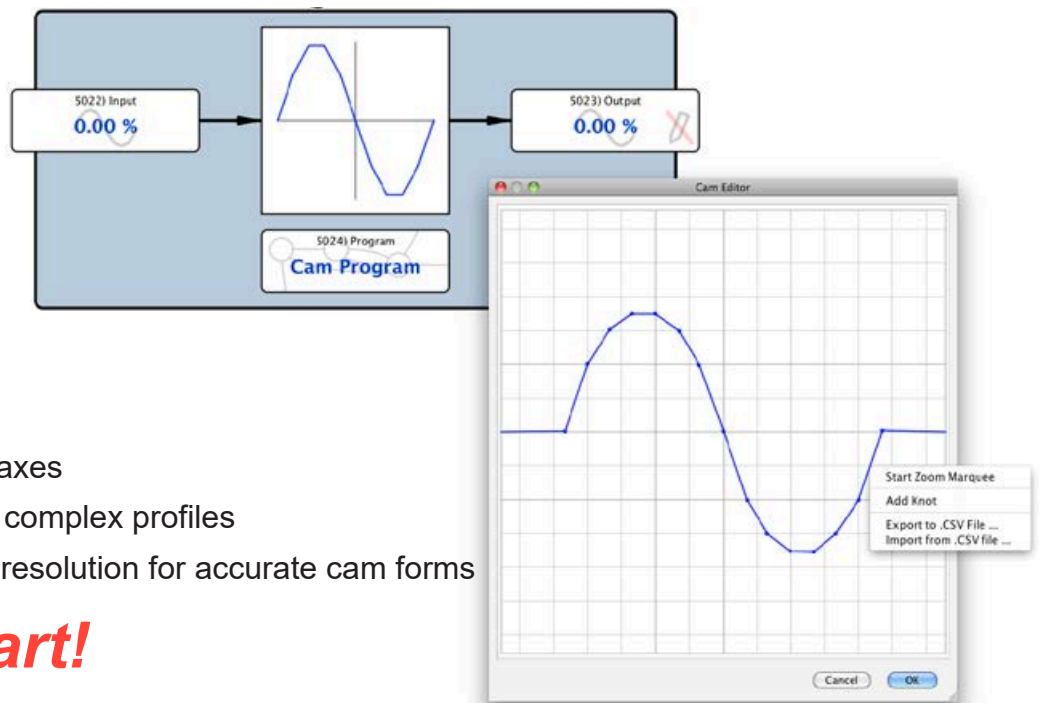 5022) Input
0.00 %
5023) Output
0.00 %
5024) Program
Cam Program
Cam Editor
Start Zoom Marquee
Add Knot
Export to .CSV File ...
Import from .CSV file ...
axes
complex profiles
resolution for accurate cam forms
art!
Cancel
OK